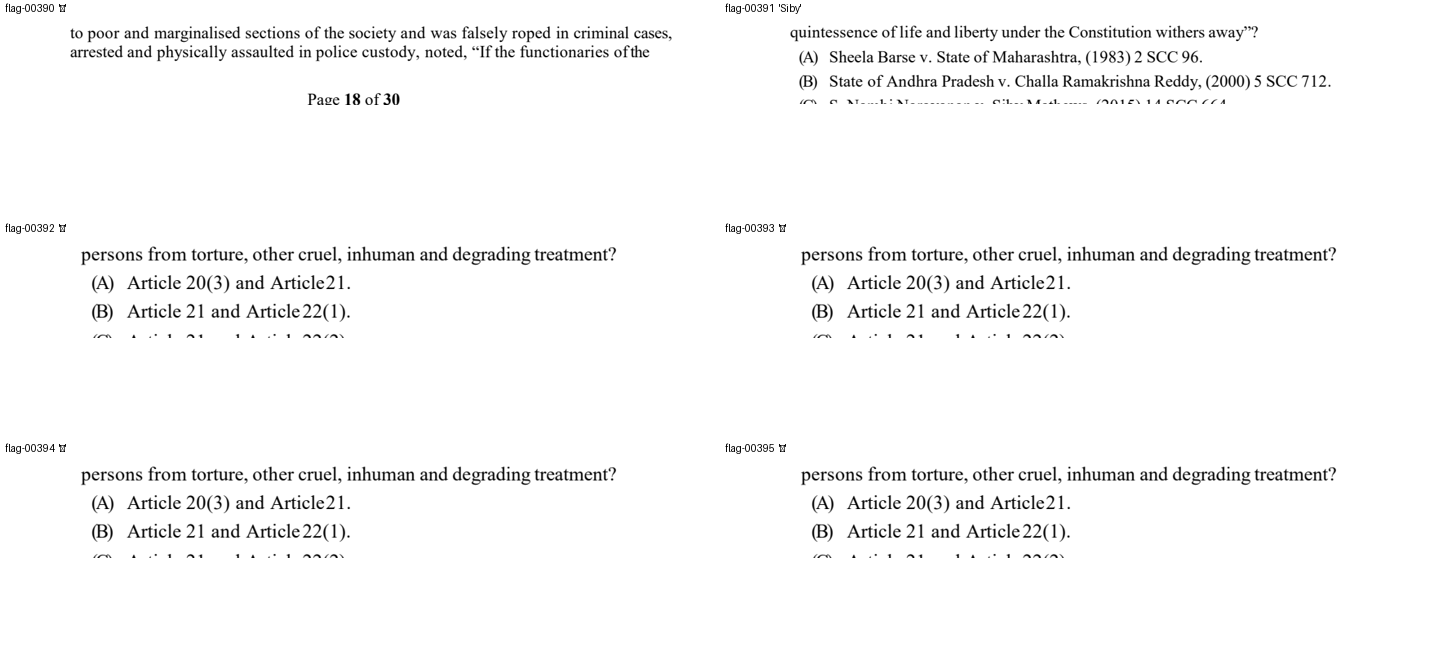 flag-00390
to poor and marginalised sections of the society and was falsely roped in criminal cases,
arrested and physically assaulted in police custody, noted, “If the functionaries of the
Page 18 of 30
flag-00391 'Siby'
quintessence of life and liberty under the Constitution withers away”?
(A) Sheela Barse v. State of Maharashtra, (1983) 2 SCC 96.
(B) State of Andhra Pradesh v. Challa Ramakrishna Reddy, (2000) 5 SCC 712.
flag-00392
persons from torture, other cruel, inhuman and degrading treatment?
(A) Article 20(3) and Article 21.
(B) Article 21 and Article 22(1).
flag-00393
persons from torture, other cruel, inhuman and degrading treatment?
(A) Article 20(3) and Article 21.
(B) Article 21 and Article 22(1).
flag-00394
persons from torture, other cruel, inhuman and degrading treatment?
(A) Article 20(3) and Article 21.
(B) Article 21 and Article 22(1).
flag-00395
persons from torture, other cruel, inhuman and degrading treatment?
(A) Article 20(3) and Article 21.
(B) Article 21 and Article 22(1).